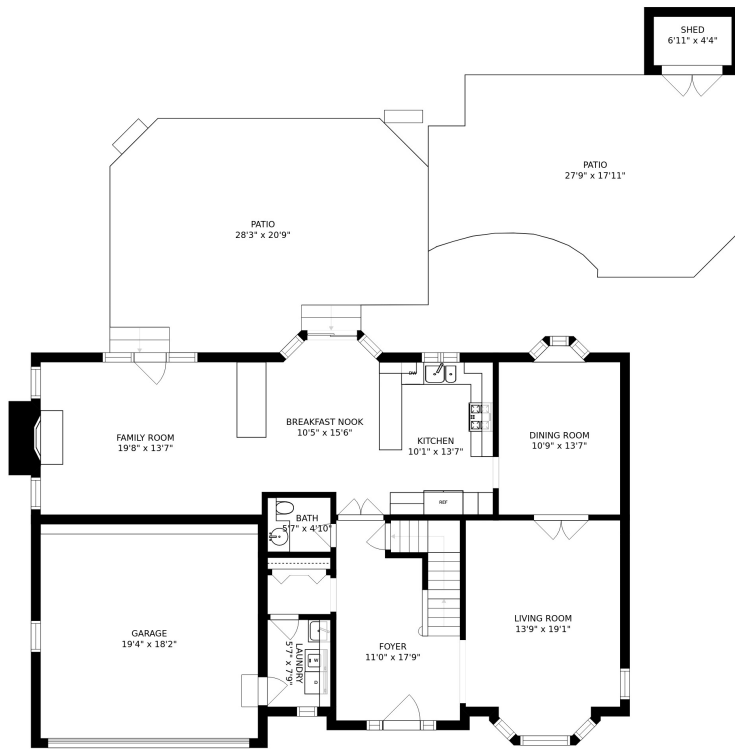 SHED
6'11" x 4'4"
PATIO
27'9" x 17'11"
PATIO
28'3" x 20'9"
DW
FAMILY ROOM
19'8" x 13'7"
BREAKFAST NOOK
10'5" x 15'6"
KITCHEN
10'1" x 13'7"
DINING ROOM
10'9" x 13'7"
REF
BATH
5'7" x 4'10"
GARAGE
19'4" x 18'2"
LAUNDRY
5'7" x 7'9"
W
D
FOYER
11'0" x 17'9"
LIVING ROOM
13'9" x 19'1"